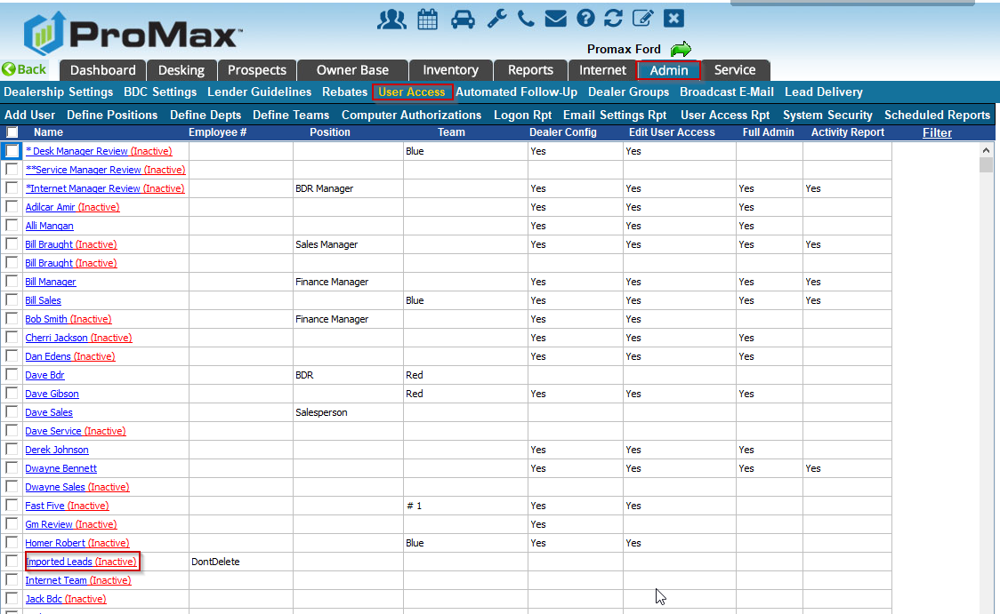 ProMax™
Promax Ford
Back Dashboard Desking Prospects Owner Base Inventory Reports Internet Admin Service
Dealership Settings BDC Settings Lender Guidelines Rebates User Access Automated Follow-Up Dealer Groups Broadcast E-Mail Lead Delivery
Add User Define Positions Define Depts Define Teams Computer Authorizations Logon Rpt Email Settings Rpt User Access Rpt System Security Scheduled Reports
Name Employee # Position Team Dealer Config Edit User Access Full Admin Activity Report Filter
* Desk Manager Review (Inactive) Blue Yes Yes
**Service Manager Review (Inactive)
*Internet Manager Review (Inactive) BDR Manager Yes Yes Yes Yes
Adilcar Amir (Inactive) Yes Yes Yes
Alli Mangan Yes Yes Yes
Bill Braught (Inactive) Sales Manager Yes Yes Yes Yes
Bill Braught (Inactive)
Bill Manager Finance Manager Yes Yes Yes Yes
Bill Sales Blue Yes Yes Yes Yes
Bob Smith (Inactive) Finance Manager Yes Yes
Cherri Jackson (Inactive) Yes Yes Yes
Dan Edens (Inactive) Yes Yes Yes
Dave Bdr BDR Red
Dave Gibson Red Yes Yes Yes
Dave Sales Salesperson
Dave Service (Inactive)
Derek Johnson Yes Yes Yes
Dwayne Bennett Yes Yes Yes Yes
Dwayne Sales (Inactive)
Fast Five (Inactive) # 1 Yes Yes
Gm Review (Inactive) Yes
Homer Robert (Inactive) Blue Yes Yes
Imported Leads (Inactive) DontDelete
Internet Team (Inactive)
Jack Bdc (Inactive)